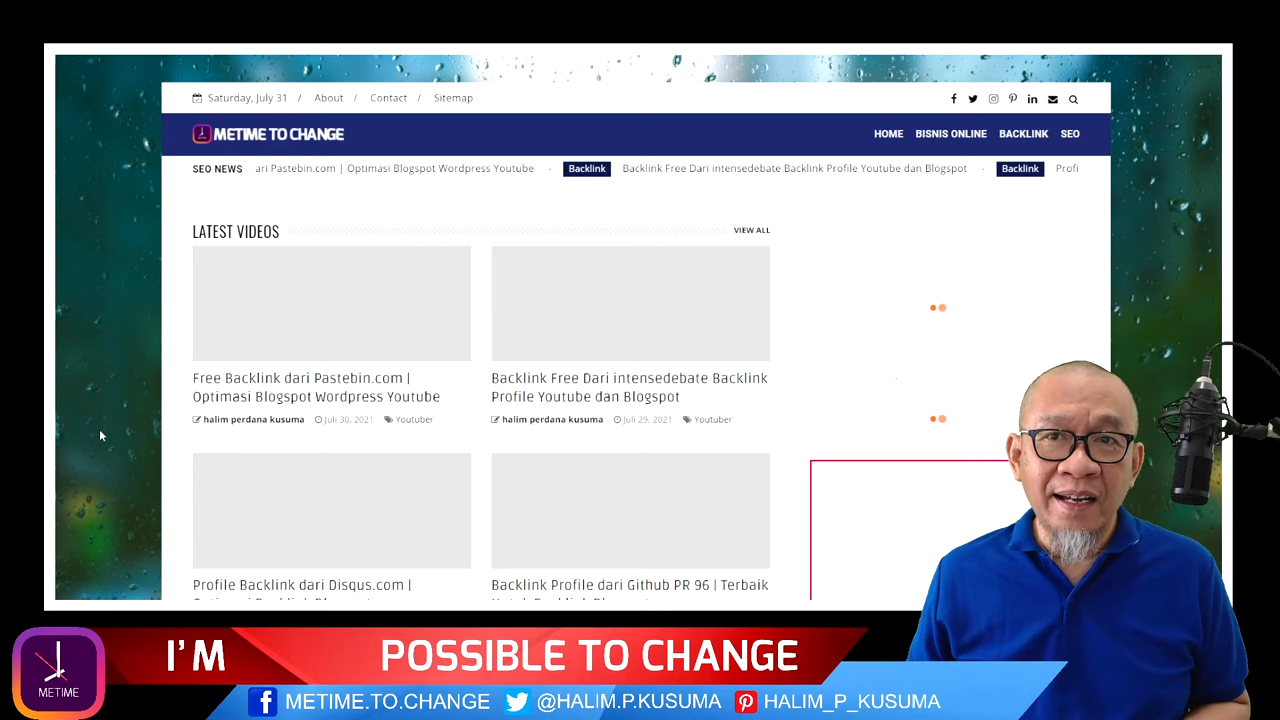 Saturday, July 31 / About / Contact / Sitemap
METIME TO CHANGE
HOME BISNIS ONLINE BACKLINK SEO
SEO NEWS ari Pastebin.com | Optimasi Blogspot Wordpress Youtube - Backlink Backlink Free Dari intensedebate Backlink Profile Youtube dan Blogspot - Backlink Profi
LATEST VIDEOS VIEW ALL
Free Backlink dari Pastebin.com |
Optimasi Blogspot Wordpress Youtube
halim perdana kusuma Juli 30, 2021 Youtuber
Backlink Free Dari intensedebate Backlink
Profile Youtube dan Blogspot
halim perdana kusuma Juli 29, 2021 Youtuber
Profile Backlink dari Disqus.com |
Backlink Profile dari Github PR 96 | Terbaik
I'M POSSIBLE TO CHANGE
METIME
METIME.TO.CHANGE @HALIM.P.KUSUMA HALIM_P_KUSUMA